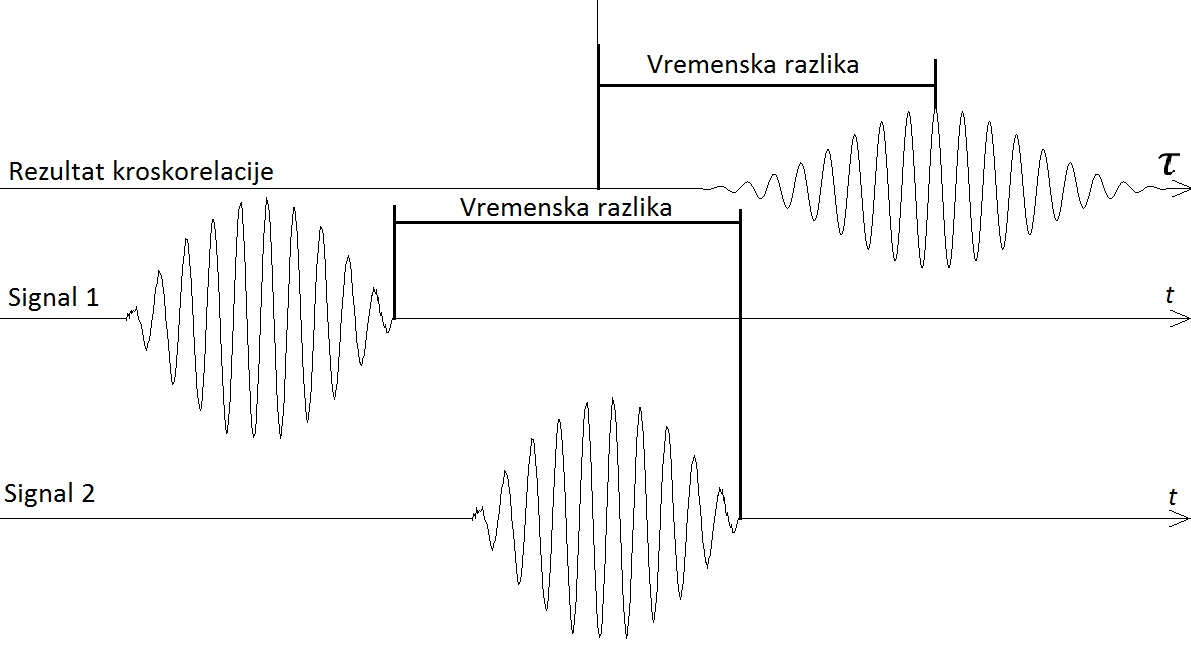 Vremenska razlika
Rezultat kroskorelacije
τ
Vremenska razlika
Signal 1
t
Signal 2
t